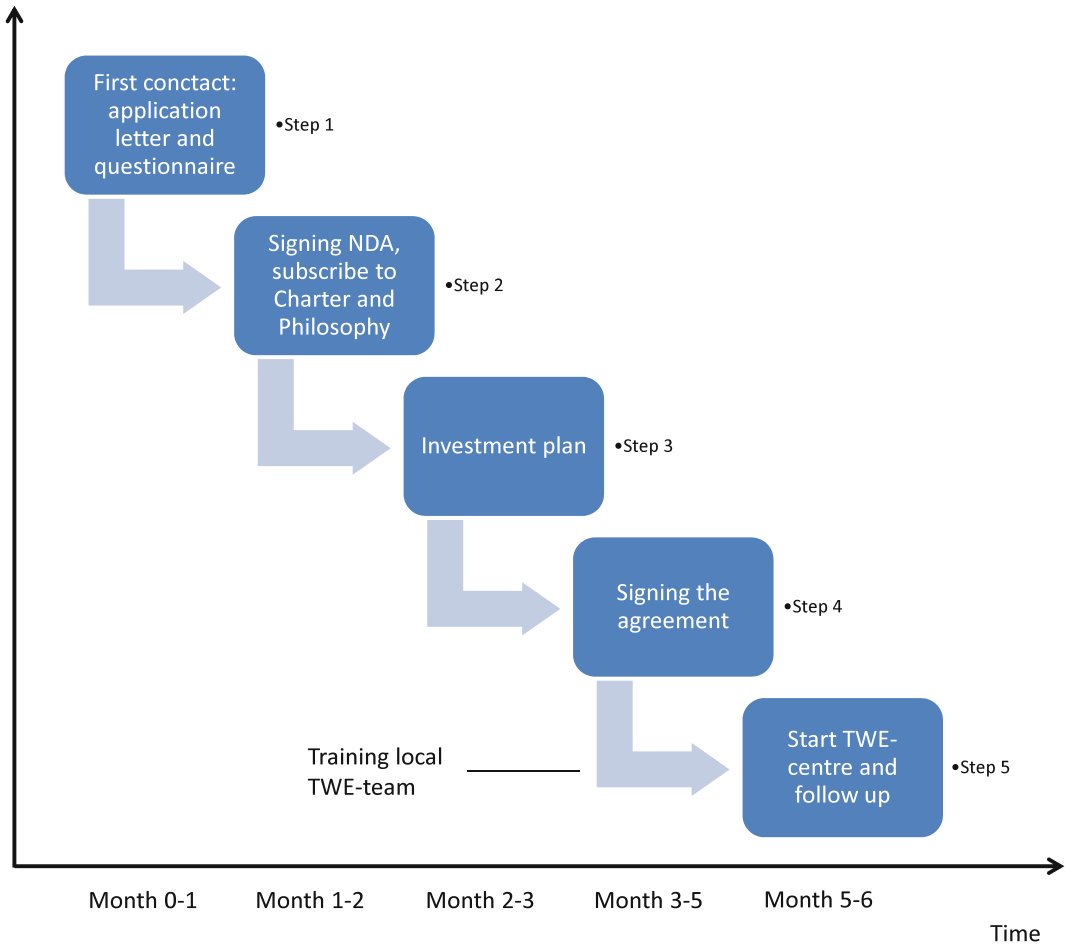 First conctact:
application
letter and
questionnaire
•Step 1
Signing NDA,
subscribe to
Charter and
Philosophy
•Step 2
Investment plan
•Step 3
Signing the
agreement
•Step 4
Training local
TWE-team
Start TWE-
centre and
follow up
•Step 5
Month 0-1
Month 1-2
Month 2-3
Month 3-5
Month 5-6
Time